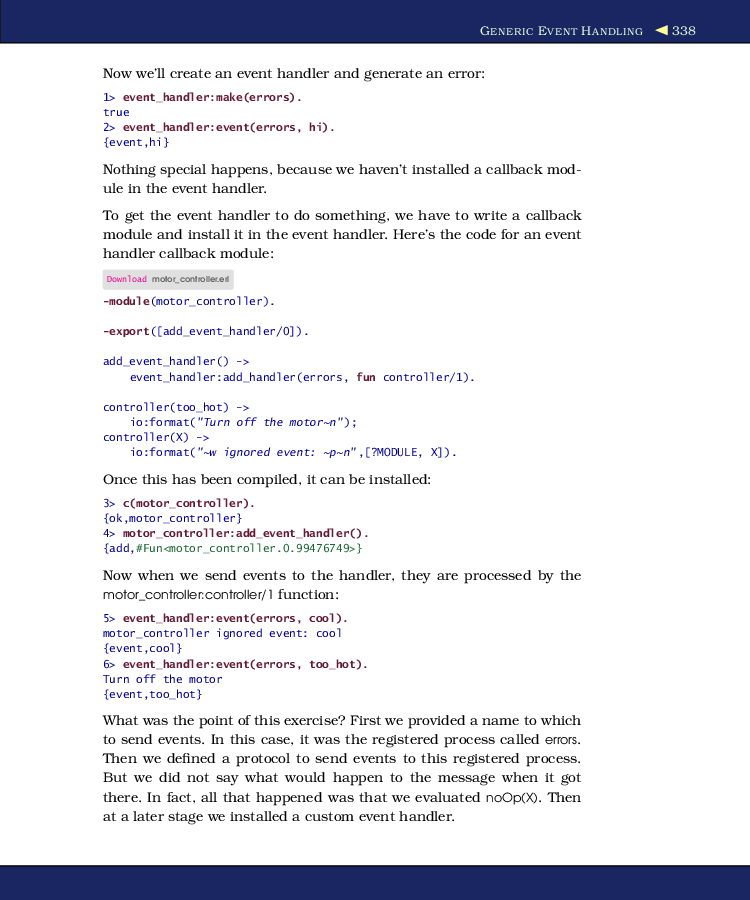 GENERIC EVENT HANDLING ◀ 338
Now we'll create an event handler and generate an error:
1> event_handler:make(errors).
true
2> event_handler:event(errors, hi).
{event,hi}
Nothing special happens, because we haven't installed a callback mod-
ule in the event handler.
To get the event handler to do something, we have to write a callback
module and install it in the event handler. Here's the code for an event
handler callback module:
Download motor_controller.erl
-module(motor_controller).
-export([add_event_handler/0]).
add_event_handler() ->
    event_handler:add_handler(errors, fun controller/1).
controller(too_hot) ->
    io:format("Turn off the motor~n");
controller(X) ->
    io:format("~w ignored event: ~p~n",[?MODULE, X]).
Once this has been compiled, it can be installed:
3> c(motor_controller).
{ok,motor_controller}
4> motor_controller:add_event_handler().
{add,#Fun<motor_controller.0.99476749>}
Now when we send events to the handler, they are processed by the
motor_controller:controller/1 function:
5> event_handler:event(errors, cool).
motor_controller ignored event: cool
{event,cool}
6> event_handler:event(errors, too_hot).
Turn off the motor
{event,too_hot}
What was the point of this exercise? First we provided a name to which
to send events. In this case, it was the registered process called errors.
Then we defined a protocol to send events to this registered process.
But we did not say what would happen to the message when it got
there. In fact, all that happened was that we evaluated noOp(X). Then
at a later stage we installed a custom event handler.